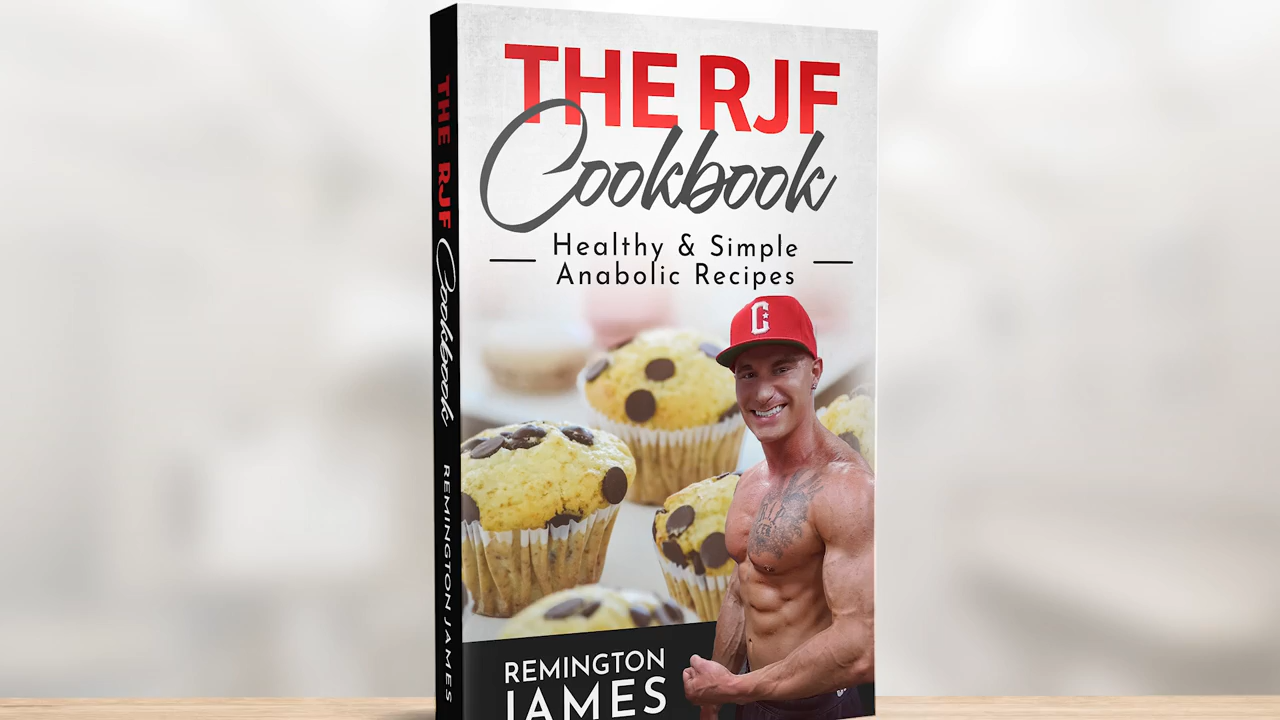 THE RJF
Cookbook
Healthy & Simple
Anabolic Recipes
C
REMINGTON
JAMES
THE RJF Cookbook REMINGTON JAMES